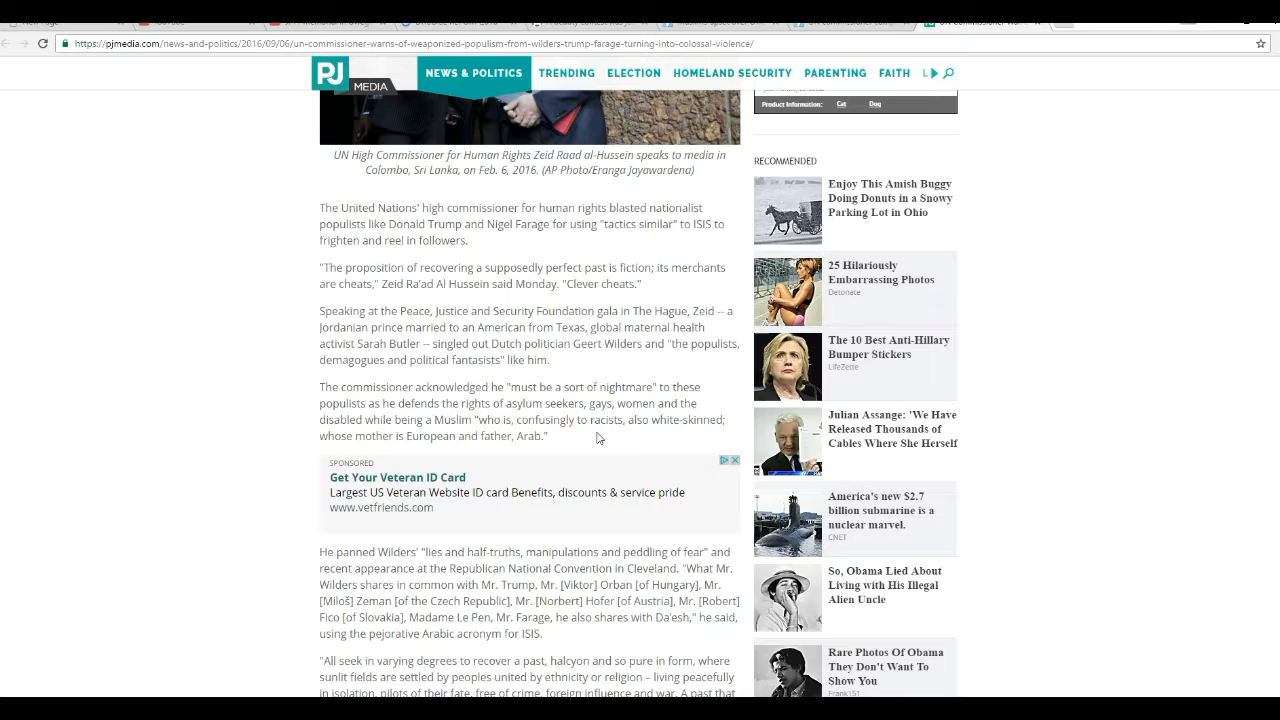 https://pjmedia.com/news-and-politics/2016/09/06/un-commissioner-warns-of-weaponized-populism-from-wilders-trump-farage-turning-into-colossal-violence/
PJ MEDIA
NEWS & POLITICS TRENDING ELECTION HOMELAND SECURITY PARENTING FAITH L
UN High Commissioner for Human Rights Zeid Raad al-Hussein speaks to media in
Colombo, Sri Lanka, on Feb. 6, 2016. (AP Photo/Eranga Jayawardena)
The United Nations' high commissioner for human rights blasted nationalist
populists like Donald Trump and Nigel Farage for using "tactics similar" to ISIS to
frighten and reel in followers.
"The proposition of recovering a supposedly perfect past is fiction; its merchants
are cheats," Zeid Ra'ad Al Hussein said Monday. "Clever cheats."
Speaking at the Peace, Justice and Security Foundation gala in The Hague, Zeid -- a
Jordanian prince married to an American from Texas, global maternal health
activist Sarah Butler -- singled out Dutch politician Geert Wilders and "the populists,
demagogues and political fantasists" like him.
The commissioner acknowledged he "must be a sort of nightmare" to these
populists as he defends the rights of asylum seekers, gays, women and the
disabled while being a Muslim "who is, confusingly to racists, also white-skinned;
whose mother is European and father, Arab."
SPONSORED
Get Your Veteran ID Card
Largest US Veteran Website ID card Benefits, discounts & service pride
www.vetfriends.com
He panned Wilders' "lies and half-truths, manipulations and peddling of fear" and
recent appearance at the Republican National Convention in Cleveland. "What Mr.
Wilders shares in common with Mr. Trump, Mr. [Viktor] Orban [of Hungary], Mr.
[Miloš] Zeman [of the Czech Republic], Mr. [Norbert] Hofer [of Austria], Mr. [Robert]
Fico [of Slovakia], Madame Le Pen, Mr. Farage, he also shares with Da'esh," he said,
using the pejorative Arabic acronym for ISIS.
"All seek in varying degrees to recover a past, halcyon and so pure in form, where
sunlit fields are settled by peoples united by ethnicity or religion – living peacefully
in isolation, pilots of their fate, free of crime, foreign influence and war. A past that
Product Information: Cat Dog
RECOMMENDED
Enjoy This Amish Buggy
Doing Donuts in a Snowy
Parking Lot in Ohio
25 Hilariously
Embarrassing Photos
Detonate
The 10 Best Anti-Hillary
Bumper Stickers
LifeZette
Julian Assange: 'We Have
Released Thousands of
Cables Where She Herself
America's new $2.7
billion submarine is a
nuclear marvel.
CNET
So, Obama Lied About
Living with His Illegal
Alien Uncle
Rare Photos Of Obama
They Don't Want To
Show You
Frank151